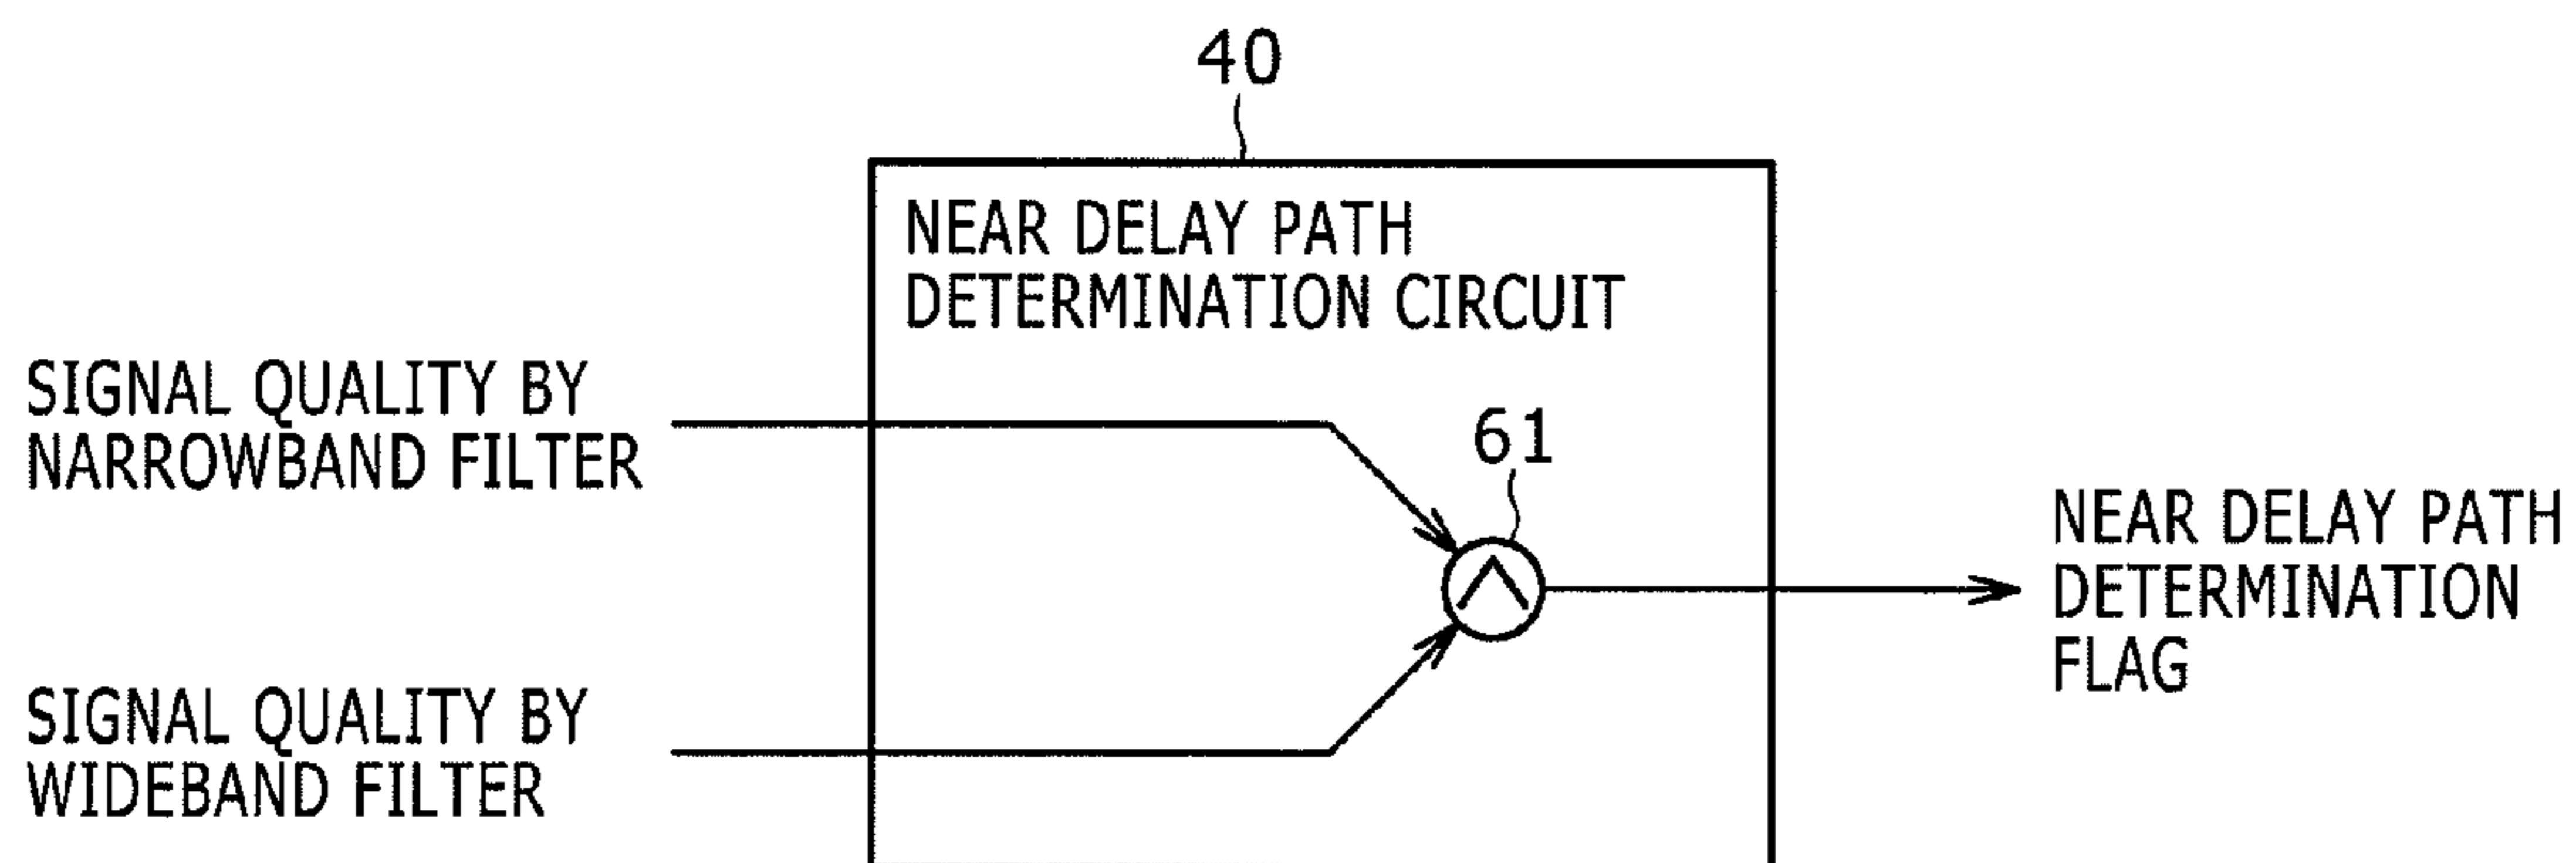 40
NEAR DELAY PATH
DETERMINATION CIRCUIT
SIGNAL QUALITY BY
NARROWBAND FILTER
61
NEAR DELAY PATH
DETERMINATION
FLAG
SIGNAL QUALITY BY
WIDEBAND FILTER